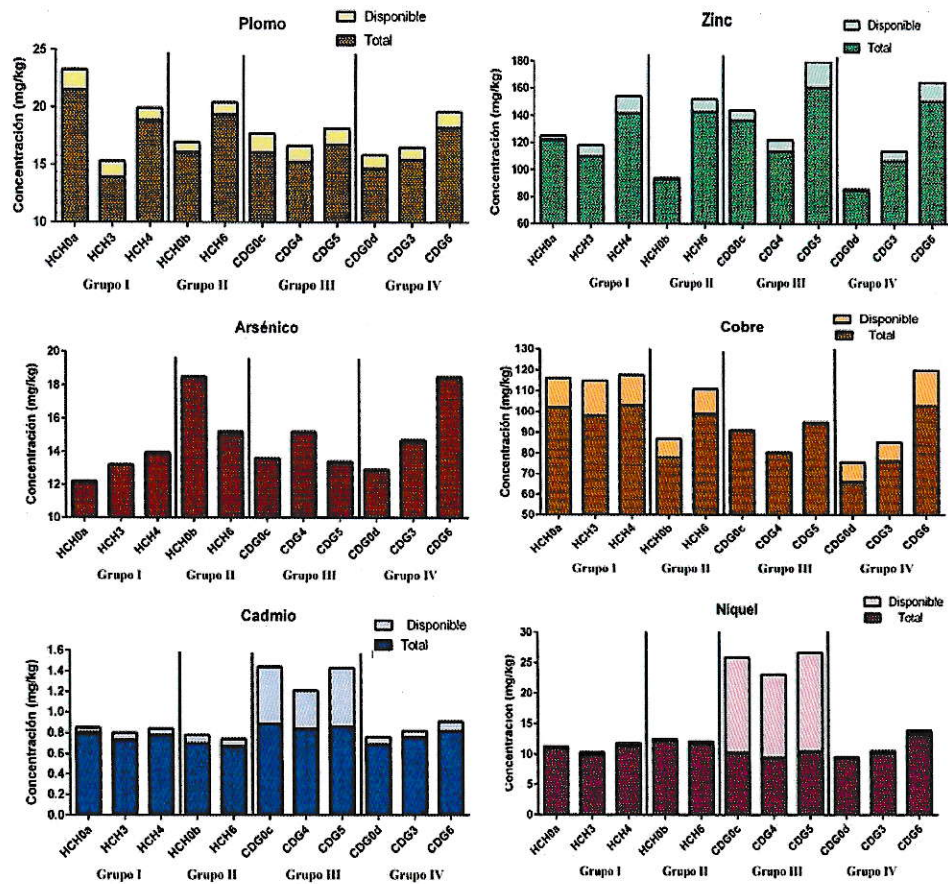 Plomo
Disponible
Total
Concentración (mg/kg)
25
20
15
10
HCH0a
HCH3
HCH4
HCH0b
HCH6
CDG0c
CDG4
CDG5
CDG0d
CDG3
CDG6
Grupo I
Grupo II
Grupo III
Grupo IV
Zinc
Disponible
Total
Concentración (mg/kg)
180
160
140
120
100
80
60
HCH0a
HCH3
HCH4
HCH0b
HCH6
CDG0c
CDG4
CDG5
CDG0d
CDG3
CDG6
Grupo I
Grupo II
Grupo III
Grupo IV
Arsénico
Concentración (mg/kg)
20
18
16
14
12
10
HCH0a
HCH3
HCH4
HCH0b
HCH6
CDG0c
CDG4
CDG5
CDG0d
CDG3
CDG6
Grupo I
Grupo II
Grupo III
Grupo IV
Cobre
Disponible
Total
Concentración (mg/kg)
130
120
110
100
90
80
70
60
50
HCH0a
HCH3
HCH4
HCH0b
HCH6
CDG0c
CDG4
CDG5
CDG0d
CDG3
CDG6
Grupo I
Grupo II
Grupo III
Grupo IV
Cadmio
Disponible
Total
Concentración (mg/kg)
1.6
1.4
1.2
1.0
0.8
0.6
0.4
0.2
0.0
HCH0a
HCH3
HCH4
HCH0b
HCH6
CDG0c
CDG4
CDG5
CDG0d
CDG3
CDG6
Grupo I
Grupo II
Grupo III
Grupo IV
Níquel
Disponible
Total
Concentración (mg/kg)
30
25
20
15
10
5
0
HCH0a
HCH3
HCH4
HCH0b
HCH6
CDG0c
CDG4
CDG5
CDG0d
CDG3
CDG6
Grupo I
Grupo II
Grupo III
Grupo IV